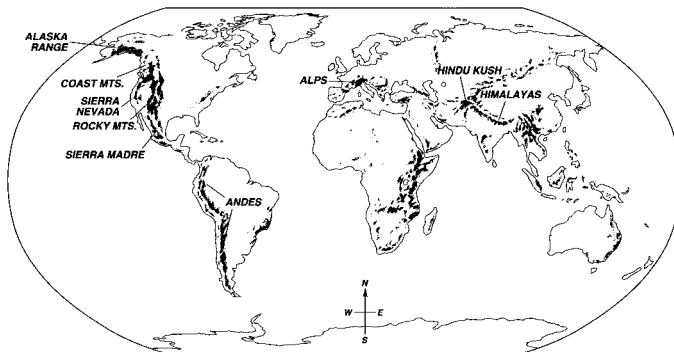 ALASKA
RANGE
COAST MTS.
SIERRA
NEVADA
ROCKY MTS.
SIERRA MADRE
ANDES
ALPS
HINDU KUSH
HIMALAYAS
N
W E
S